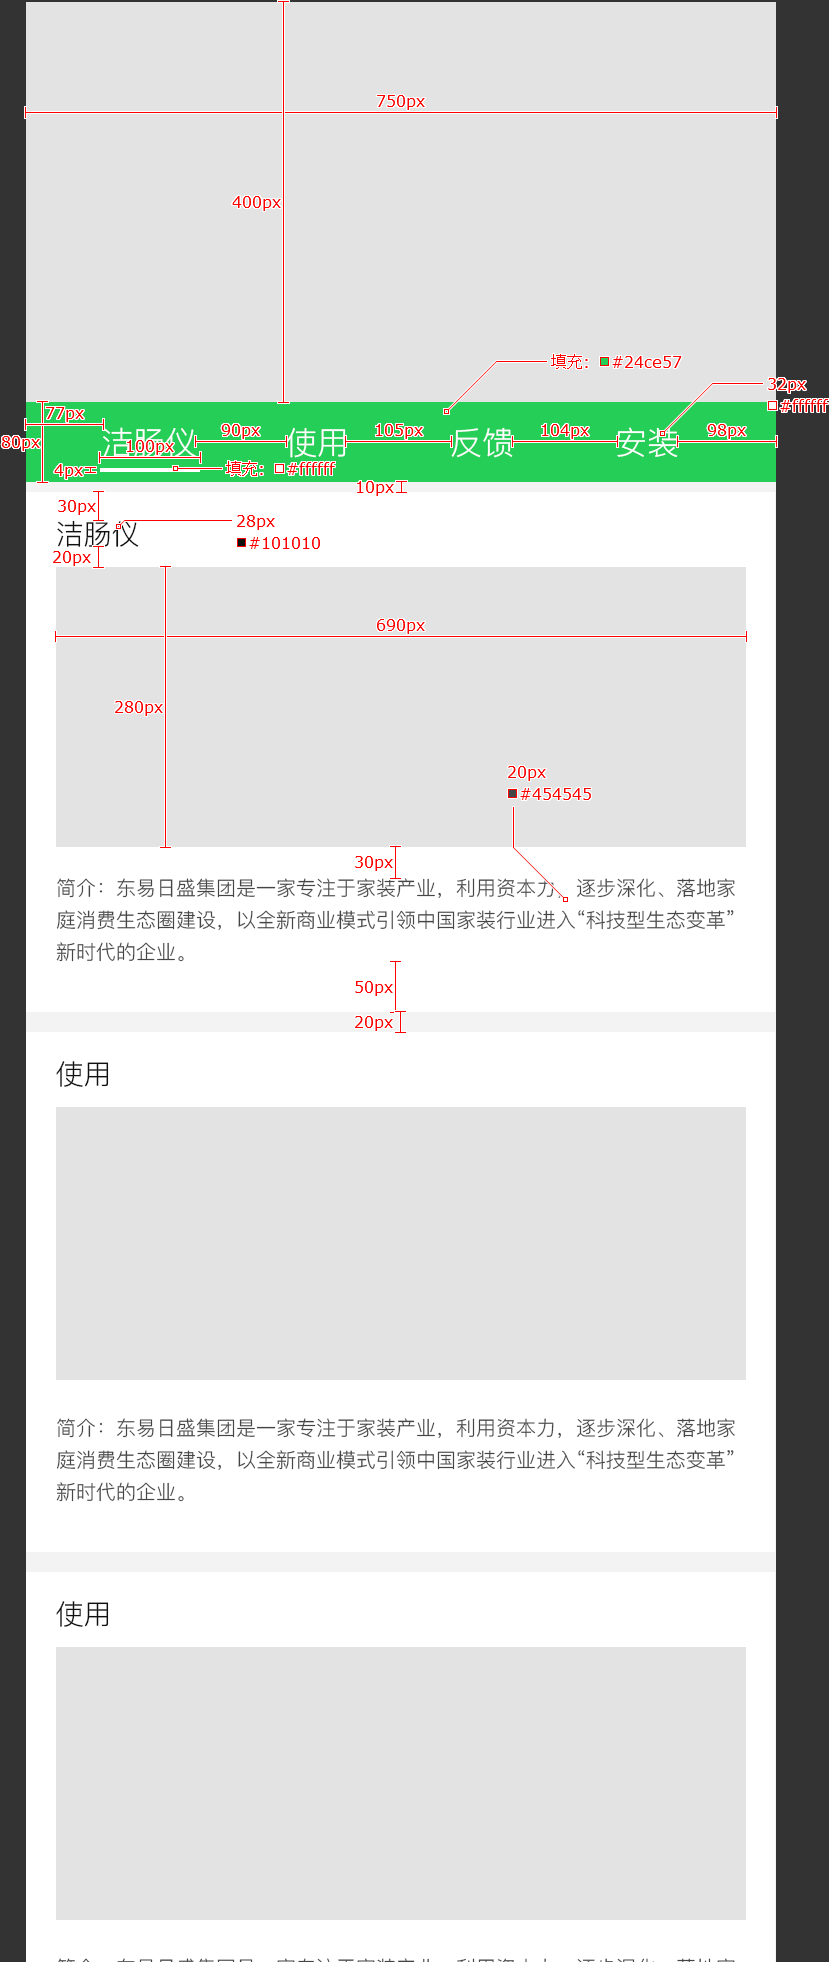 750px
400px
填充: #24ce57
32px
#ffffff
77px
80px
洁肠仪 使用 反馈 安装
100px
90px
105px
104px
98px
4px
填充: #ffffff
10px
30px
洁肠仪
28px
#101010
20px
690px
280px
20px
#454545
30px
简介：东易日盛集团是一家专注于家装产业，利用资本力，逐步深化、落地家
庭消费生态圈建设，以全新商业模式引领中国家装行业进入“科技型生态变革”
新时代的企业。
50px
20px
使用
简介：东易日盛集团是一家专注于家装产业，利用资本力，逐步深化、落地家
庭消费生态圈建设，以全新商业模式引领中国家装行业进入“科技型生态变革”
新时代的企业。
使用